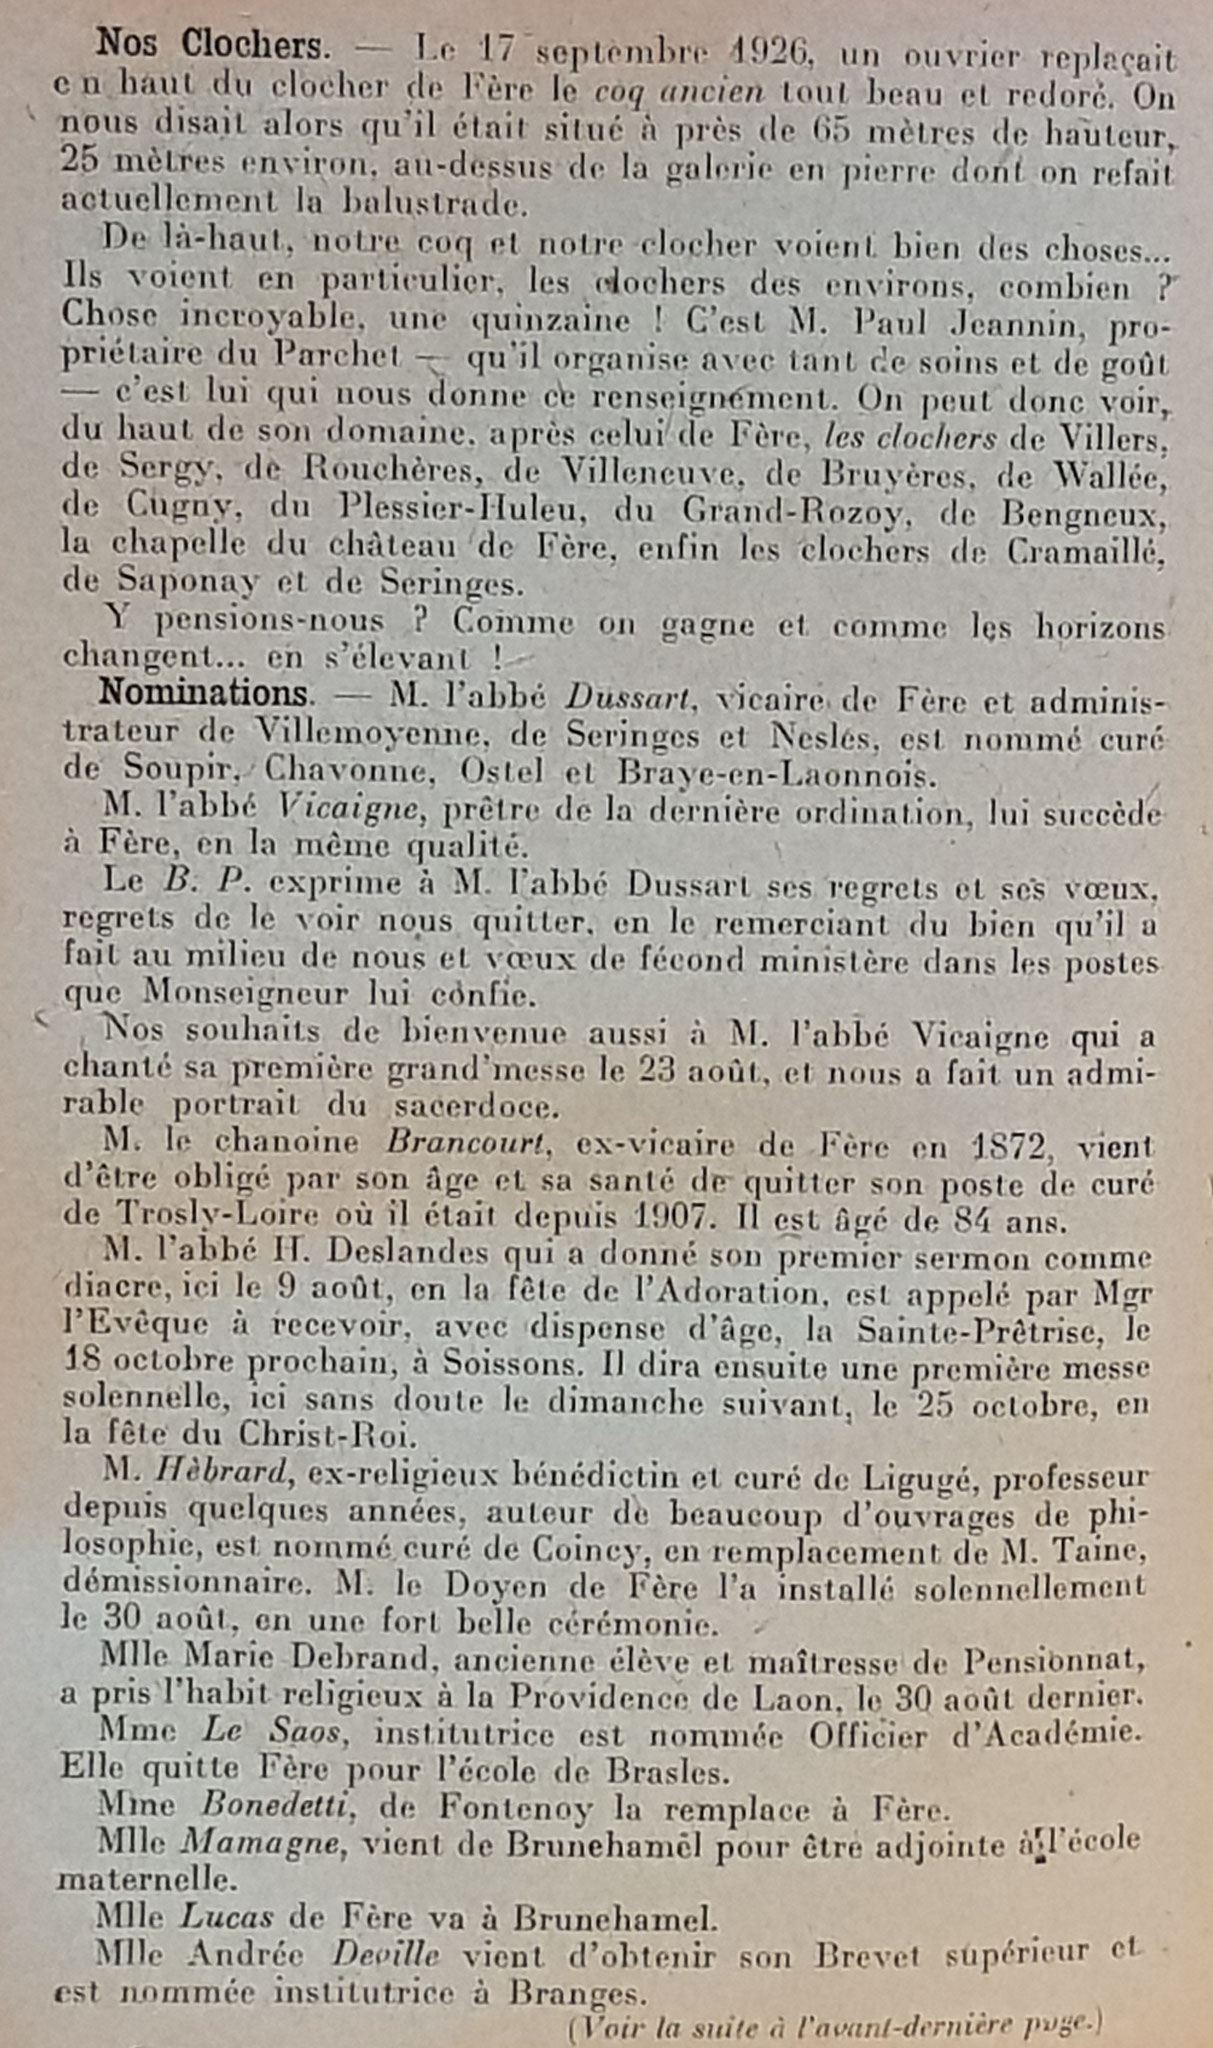 Nos Clochers. — Le 17 septembre 1926, un ouvrier replaçait
en haut du clocher de Fère le coq ancien tout beau et redoré. On
nous disait alors qu'il était situé à près de 65 mètres de hauteur,
25 mètres environ, au-dessus de la galerie en pierre dont on refait
actuellement la balustrade.
De là-haut, notre coq et notre clocher voient bien des choses...
Ils voient en particulier, les clochers des environs, combien ?
Chose incroyable, une quinzaine ! C'est M. Paul Jeannin, pro-
priétaire du Parchet — qu'il organise avec tant de soins et de goût
— c'est lui qui nous donne ce renseignement. On peut donc voir,
du haut de son domaine, après celui de Fère, les clochers de Villers,
de Sergy, de Rouchères, de Villeneuve, de Bruyères, de Wallée,
de Cugny, du Plessier-Huleu, du Grand-Rozoy, de Bengneux,
la chapelle du château de Fère, enfin les clochers de Cramaillé,
de Saponay et de Seringes.
Y pensions-nous ? Comme on gagne et comme les horizons
changent... en s'élevant !
Nominations. — M. l'abbé Dussart, vicaire de Fère et adminis-
trateur de Villemoyenne, de Seringes et Nesles, est nommé curé
de Soupir, Chavonne, Ostel et Braye-en-Laonnois.
M. l'abbé Vicaigne, prêtre de la dernière ordination, lui succède
à Fère, en la même qualité.
Le B. P. exprime à M. l'abbé Dussart ses regrets et ses vœux,
regrets de le voir nous quitter, en le remerciant du bien qu'il a
fait au milieu de nous et vœux de fécond ministère dans les postes
que Monseigneur lui confie.
Nos souhaits de bienvenue aussi à M. l'abbé Vicaigne qui a
chanté sa première grand'messe le 23 août, et nous a fait un admi-
rable portrait du sacerdoce.
M. le chanoine Brancourt, ex-vicaire de Fère en 1872, vient
d'être obligé par son âge et sa santé de quitter son poste de curé
de Trosly-Loire où il était depuis 1907. Il est âgé de 84 ans.
M. l'abbé H. Deslandes qui a donné son premier sermon comme
diacre, ici le 9 août, en la fête de l'Adoration, est appelé par Mgr
l'Evêque à recevoir, avec dispense d'âge, la Sainte-Prêtrise, le
18 octobre prochain, à Soissons. Il dira ensuite une première messe
solennelle, ici sans doute le dimanche suivant, le 25 octobre, en
la fête du Christ-Roi.
M. Hèbrard, ex-religieux bénédictin et curé de Ligugé, professeur
depuis quelques années, auteur de beaucoup d'ouvrages de phi-
losophie, est nommé curé de Coincy, en remplacement de M. Taine,
démissionnaire. M. le Doyen de Fère l'a installé solennellement
le 30 août, en une fort belle cérémonie.
Mlle Marie Debrand, ancienne élève et maîtresse de Pensionnat,
a pris l'habit religieux à la Providence de Laon, le 30 août dernier.
Mme Le Saos, institutrice est nommée Officier d'Académie.
Elle quitte Fère pour l'école de Brasles.
Mme Bonedetti, de Fontenoy la remplace à Fère.
Mlle Mamagne, vient de Brunehamel pour être adjointe à l'école
maternelle.
Mlle Lucas de Fère va à Brunehamel.
Mlle Andrée Deville vient d'obtenir son Brevet supérieur et
est nommée institutrice à Branges.
(Voir la suite à l'avant-dernière page.)